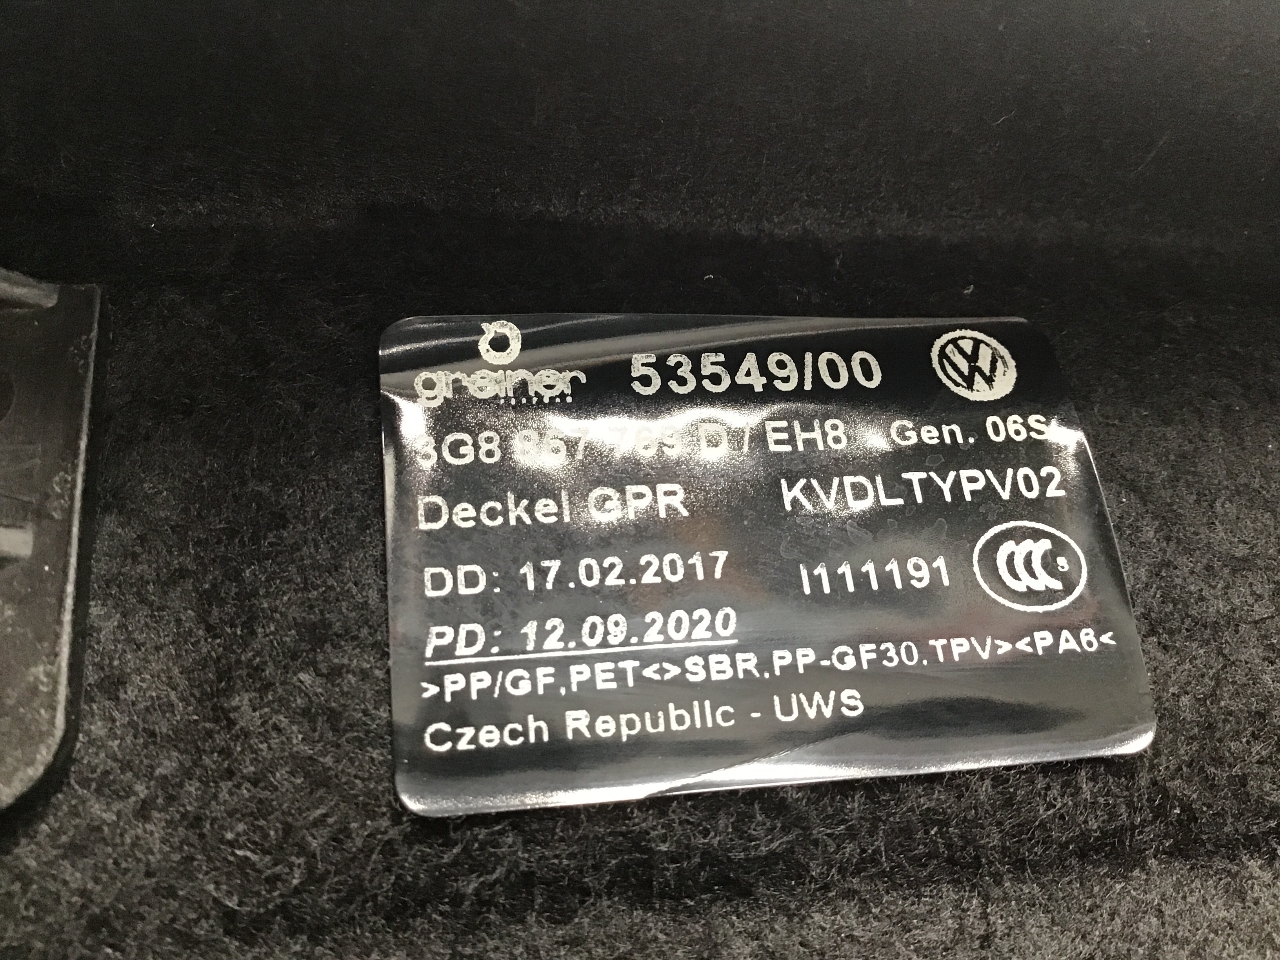 greiner 53549/00
3G8 867 769 D / EH8 Gen. 06S
Deckel GPR KVDLTYPV02
DD: 17.02.2017 I111191 CCC S
PD: 12.09.2020
>PP/GF,PET<>SBR,PP-GF30,TPV><PA6<
Czech Republic - UWS